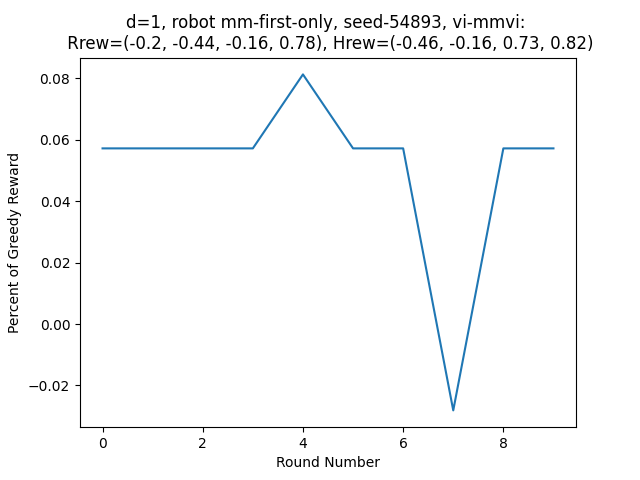 d=1, robot mm-first-only, seed-54893, vi-mmvi:
Rrew=(-0.2, -0.44, -0.16, 0.78), Hrew=(-0.46, -0.16, 0.73, 0.82)
0.08
0.06
0.04
0.02
0.00
−0.02
Percent of Greedy Reward
0 2 4 6 8
Round Number